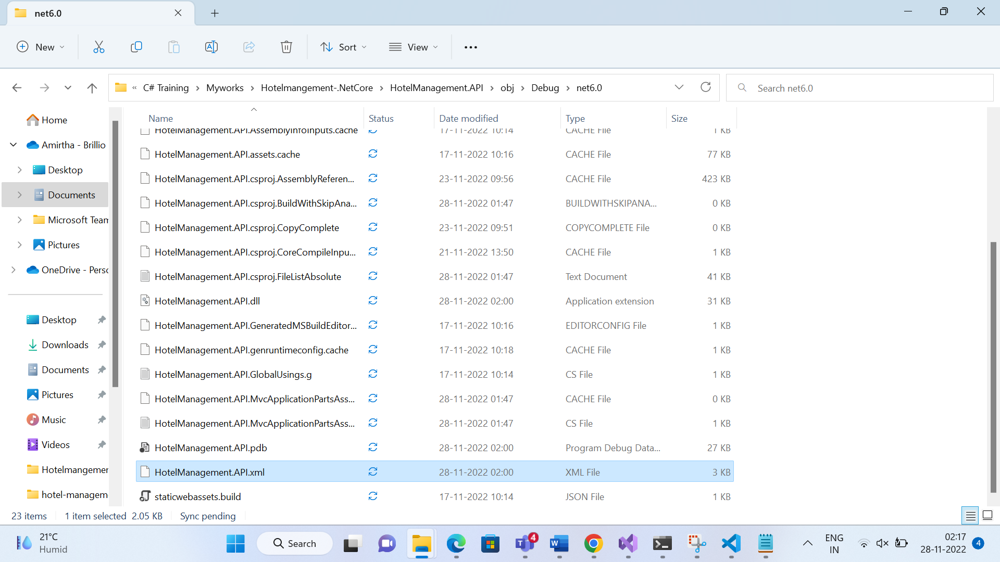 net6.0
New
Sort
View
« C# Training › Myworks › Hotelmangement-.NetCore › HotelManagement.API › obj › Debug › net6.0
Search net6.0
Name Status Date modified Type Size
Home
Amirtha - Brillio
Desktop
Documents
Microsoft Team
Pictures
OneDrive - Perso
Desktop
Downloads
Documents
Pictures
Music
Videos
Hotelmangemer
hotel-managem
HotelManagement.API.AssemblyInfoInputs.cache 17-11-2022 10:14 CACHE File 1 KB
HotelManagement.API.assets.cache 17-11-2022 10:16 CACHE File 77 KB
HotelManagement.API.csproj.AssemblyReferen... 23-11-2022 09:56 CACHE File 423 KB
HotelManagement.API.csproj.BuildWithSkipAna... 28-11-2022 01:47 BUILDWITHSKIPANA... 0 KB
HotelManagement.API.csproj.CopyComplete 23-11-2022 09:51 COPYCOMPLETE File 0 KB
HotelManagement.API.csproj.CoreCompileInpu... 21-11-2022 13:50 CACHE File 1 KB
HotelManagement.API.csproj.FileListAbsolute 28-11-2022 01:47 Text Document 41 KB
HotelManagement.API.dll 28-11-2022 02:00 Application extension 31 KB
HotelManagement.API.GeneratedMSBuildEditor... 17-11-2022 10:16 EDITORCONFIG File 1 KB
HotelManagement.API.genruntimeconfig.cache 17-11-2022 10:18 CACHE File 1 KB
HotelManagement.API.GlobalUsings.g 17-11-2022 10:14 CS File 1 KB
HotelManagement.API.MvcApplicationPartsAss... 28-11-2022 01:47 CACHE File 0 KB
HotelManagement.API.MvcApplicationPartsAss... 28-11-2022 01:47 CS File 1 KB
HotelManagement.API.pdb 28-11-2022 02:00 Program Debug Data... 27 KB
HotelManagement.API.xml 28-11-2022 02:00 XML File 3 KB
staticwebassets.build 17-11-2022 10:14 JSON File 1 KB
23 items 1 item selected 2.05 KB Sync pending
21°C
Humid
Search
4
ENG
IN
02:17
28-11-2022
4